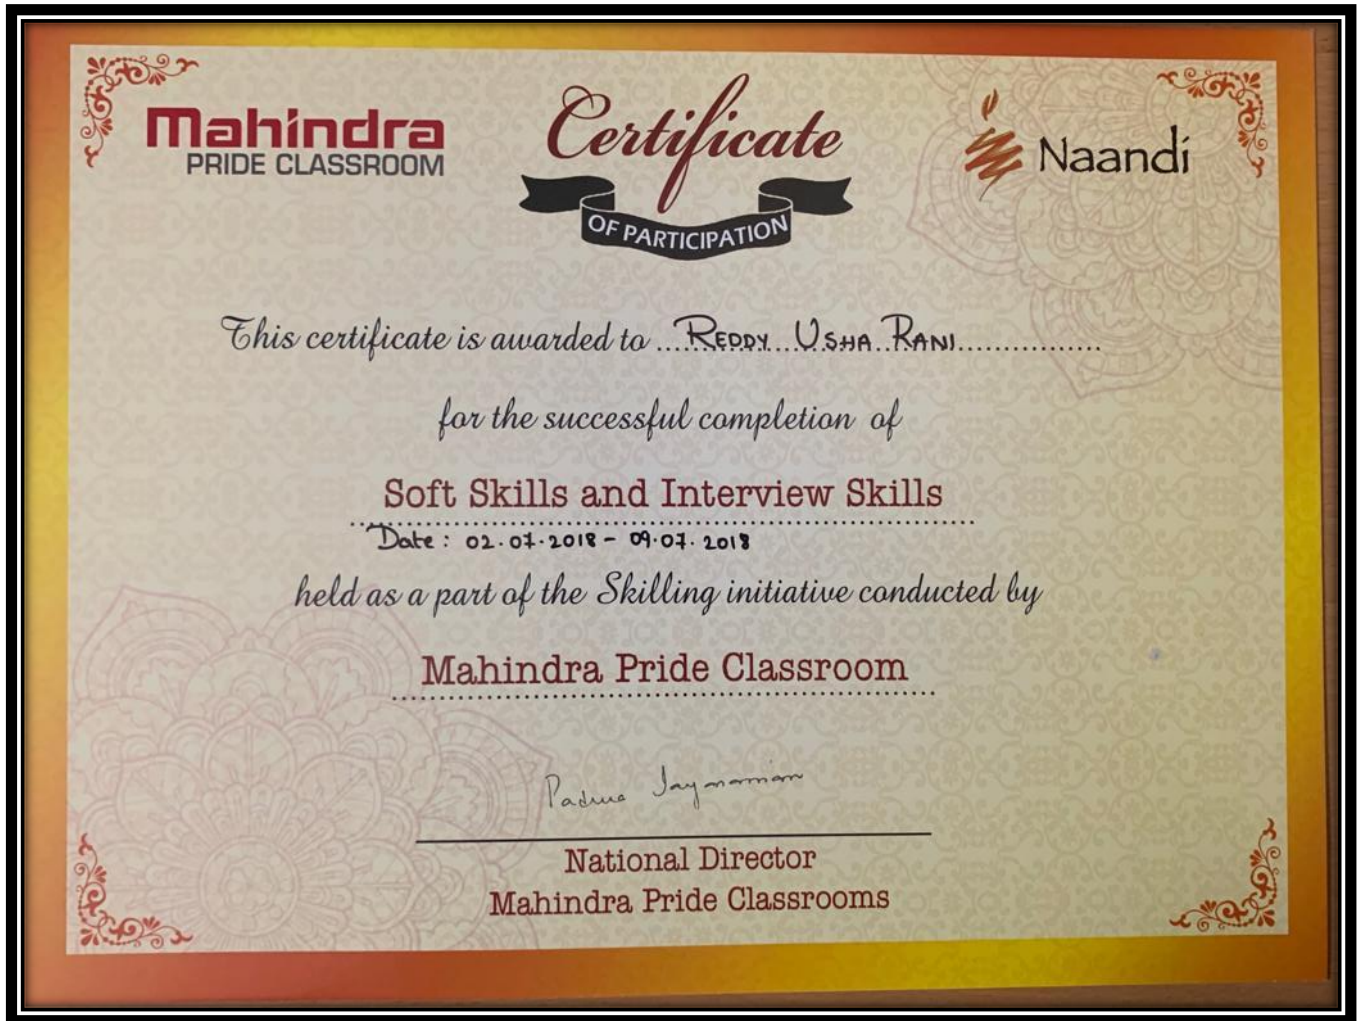 Mahindra
PRIDE CLASSROOM
Certificate
OF PARTICIPATION
Naandi
This certificate is awarded to ....REDDY...USHA..RANI..................
for the successful completion of
Soft Skills and Interview Skills
Date : 02.07.2018 - 09.07.2018
held as a part of the Skilling initiative conducted by
Mahindra Pride Classroom
Padma
National Director
Mahindra Pride Classrooms